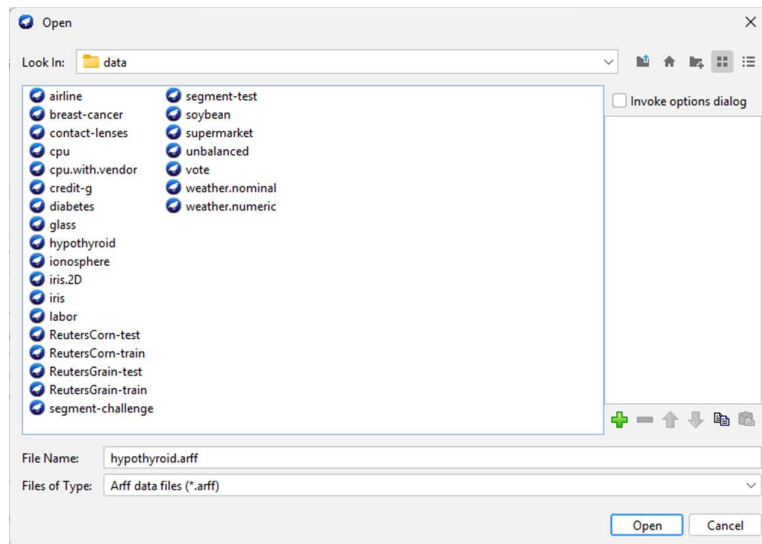 Open
Look In: data
airline
breast-cancer
contact-lenses
cpu
cpu.with.vendor
credit-g
diabetes
glass
hypothyroid
ionosphere
iris.2D
iris
labor
ReutersCorn-test
ReutersCorn-train
ReutersGrain-test
ReutersGrain-train
segment-challenge
segment-test
soybean
supermarket
unbalanced
vote
weather.nominal
weather.numeric
Invoke options dialog
File Name: hypothyroid.arff
Files of Type: Arff data files (*.arff)
Open Cancel